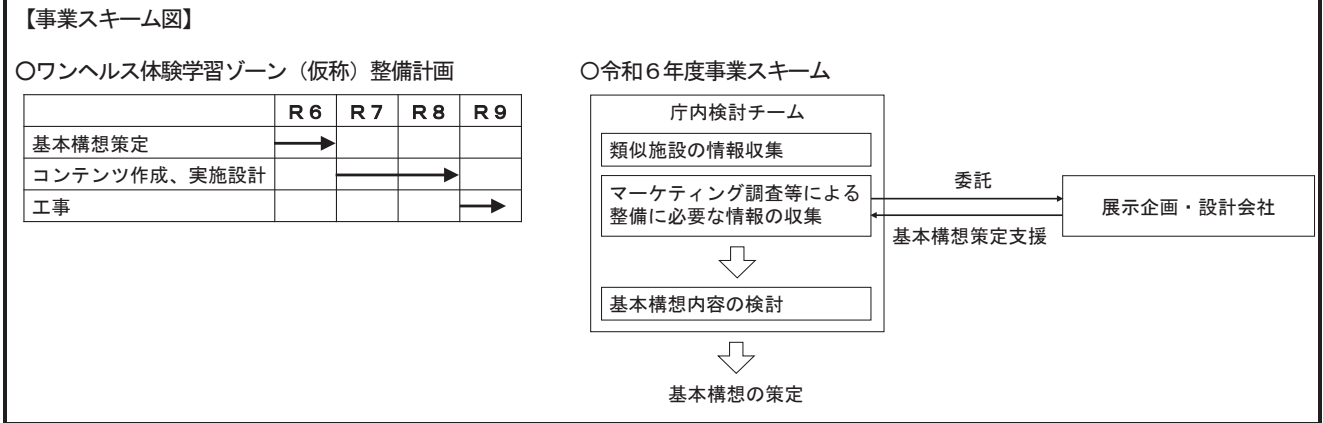 【事業スキーム図】
○ワンヘルス体験学習ゾーン（仮称）整備計画
R6 R7 R8 R9
基本構想策定
コンテンツ作成、実施設計
工事
○令和６年度事業スキーム
庁内検討チーム
類似施設の情報収集
マーケティング調査等による
整備に必要な情報の収集
委託
基本構想策定支援
展示企画・設計会社
基本構想内容の検討
基本構想の策定